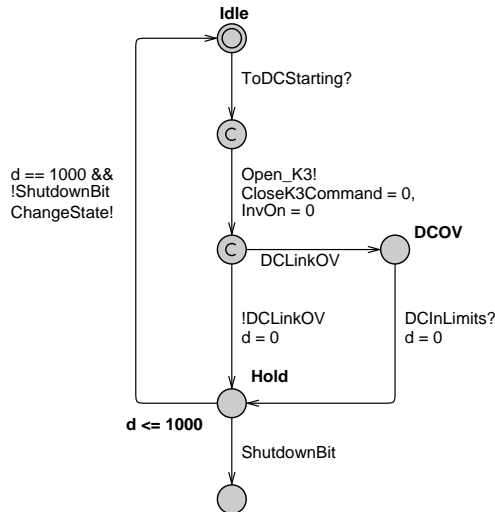 Idle
ToDCStarting?
C
d == 1000 &&
!ShutdownBit
ChangeState!
Open_K3!
CloseK3Command = 0,
InvOn = 0
C
DCLinkOV
DCOV
!DCLinkOV
d = 0
DCInLimits?
d = 0
Hold
d <= 1000
ShutdownBit